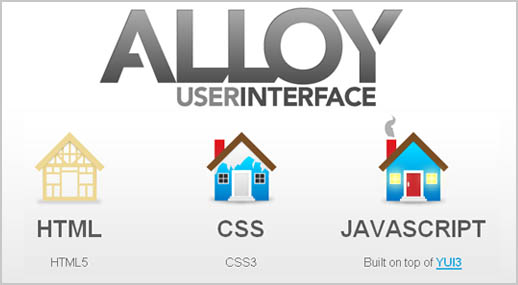 ALLOY
USERINTERFACE
HTML
CSS
JAVASCRIPT
HTML5
CSS3
Built on top of YUI3